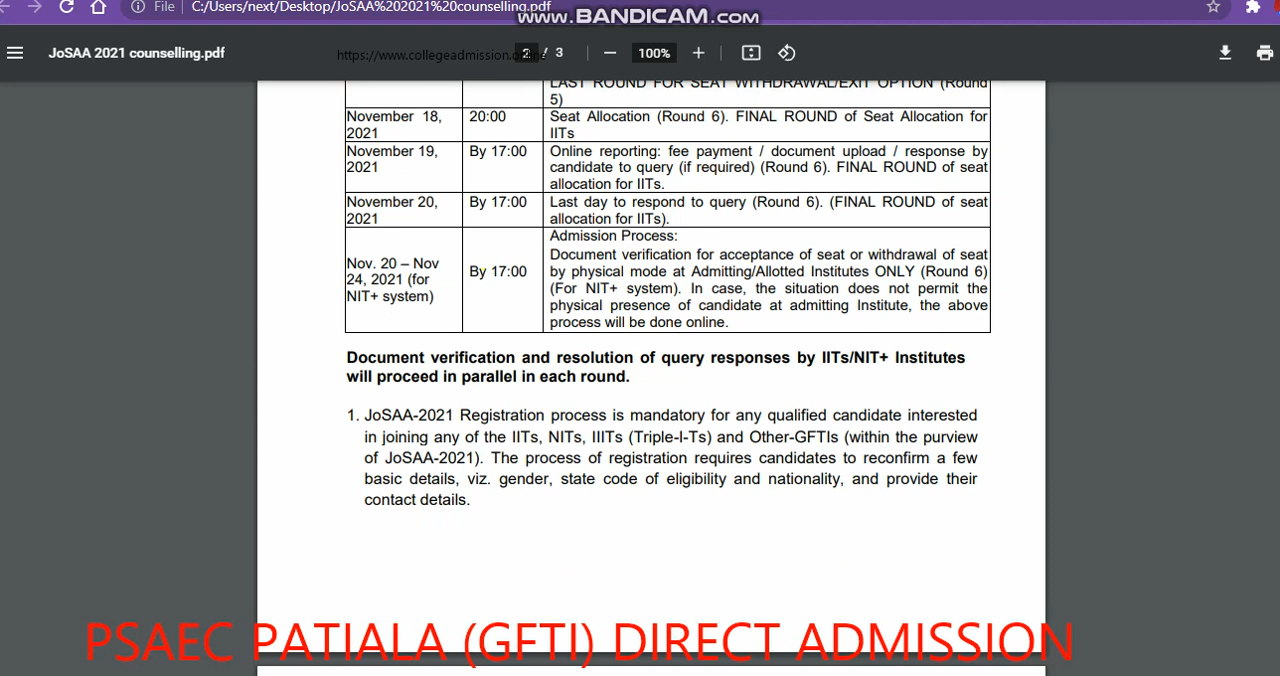 File C:/Users/next/Desktop/JoSAA%202021%20counselling.pdf
www.BANDICAM.com
JoSAA 2021 counselling.pdf
https://www.collegeadmission.online
2 / 3
100%
LAST ROUND FOR SEAT WITHDRAWAL/EXIT OPTION (Round
5)
November 18,
2021
20:00
Seat Allocation (Round 6). FINAL ROUND of Seat Allocation for
IITs
November 19,
2021
By 17:00
Online reporting: fee payment / document upload / response by
candidate to query (if required) (Round 6). FINAL ROUND of seat
allocation for IITs.
November 20,
2021
By 17:00
Last day to respond to query (Round 6). (FINAL ROUND of seat
allocation for IITs).
Nov. 20 – Nov
24, 2021 (for
NIT+ system)
By 17:00
Admission Process:
Document verification for acceptance of seat or withdrawal of seat
by physical mode at Admitting/Allotted Institutes ONLY (Round 6)
(For NIT+ system). In case, the situation does not permit the
physical presence of candidate at admitting Institute, the above
process will be done online.
Document verification and resolution of query responses by IITs/NIT+ Institutes
will proceed in parallel in each round.
1. JoSAA-2021 Registration process is mandatory for any qualified candidate interested
in joining any of the IITs, NITs, IIITs (Triple-I-Ts) and Other-GFTIs (within the purview
of JoSAA-2021). The process of registration requires candidates to reconfirm a few
basic details, viz. gender, state code of eligibility and nationality, and provide their
contact details.
PSAEC PATIALA (GFTI) DIRECT ADMISSION